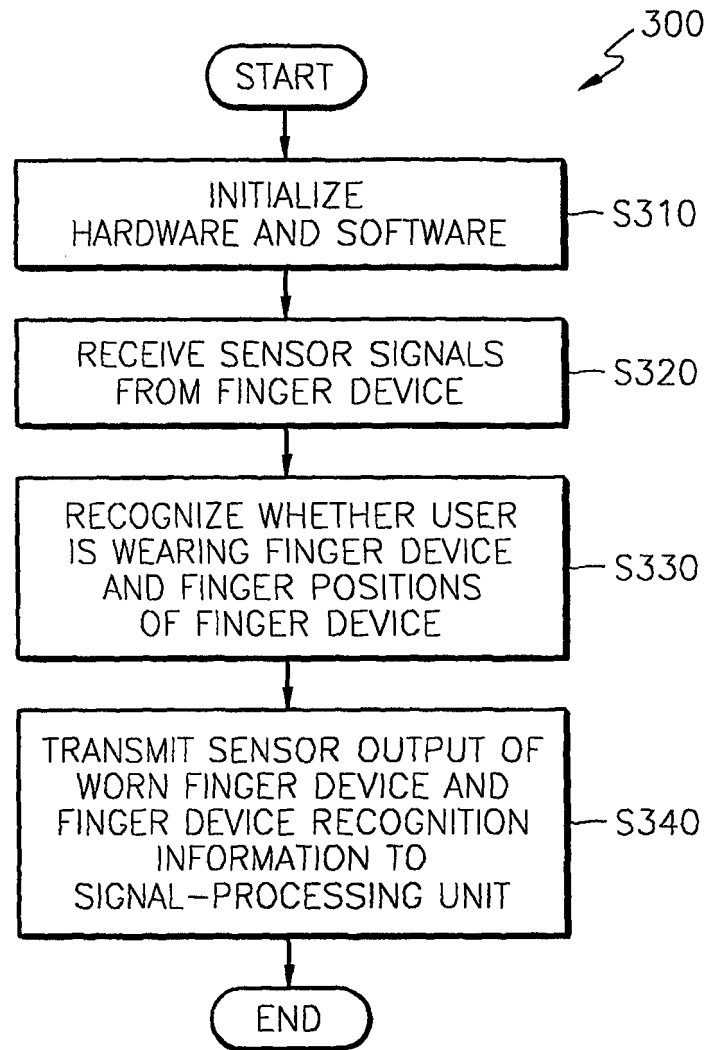 300
START
INITIALIZE
HARDWARE AND SOFTWARE
S310
RECEIVE SENSOR SIGNALS
FROM FINGER DEVICE
S320
RECOGNIZE WHETHER USER
IS WEARING FINGER DEVICE
AND FINGER POSITIONS
OF FINGER DEVICE
S330
TRANSMIT SENSOR OUTPUT OF
WORN FINGER DEVICE AND
FINGER DEVICE RECOGNITION
INFORMATION TO
SIGNAL-PROCESSING UNIT
S340
END